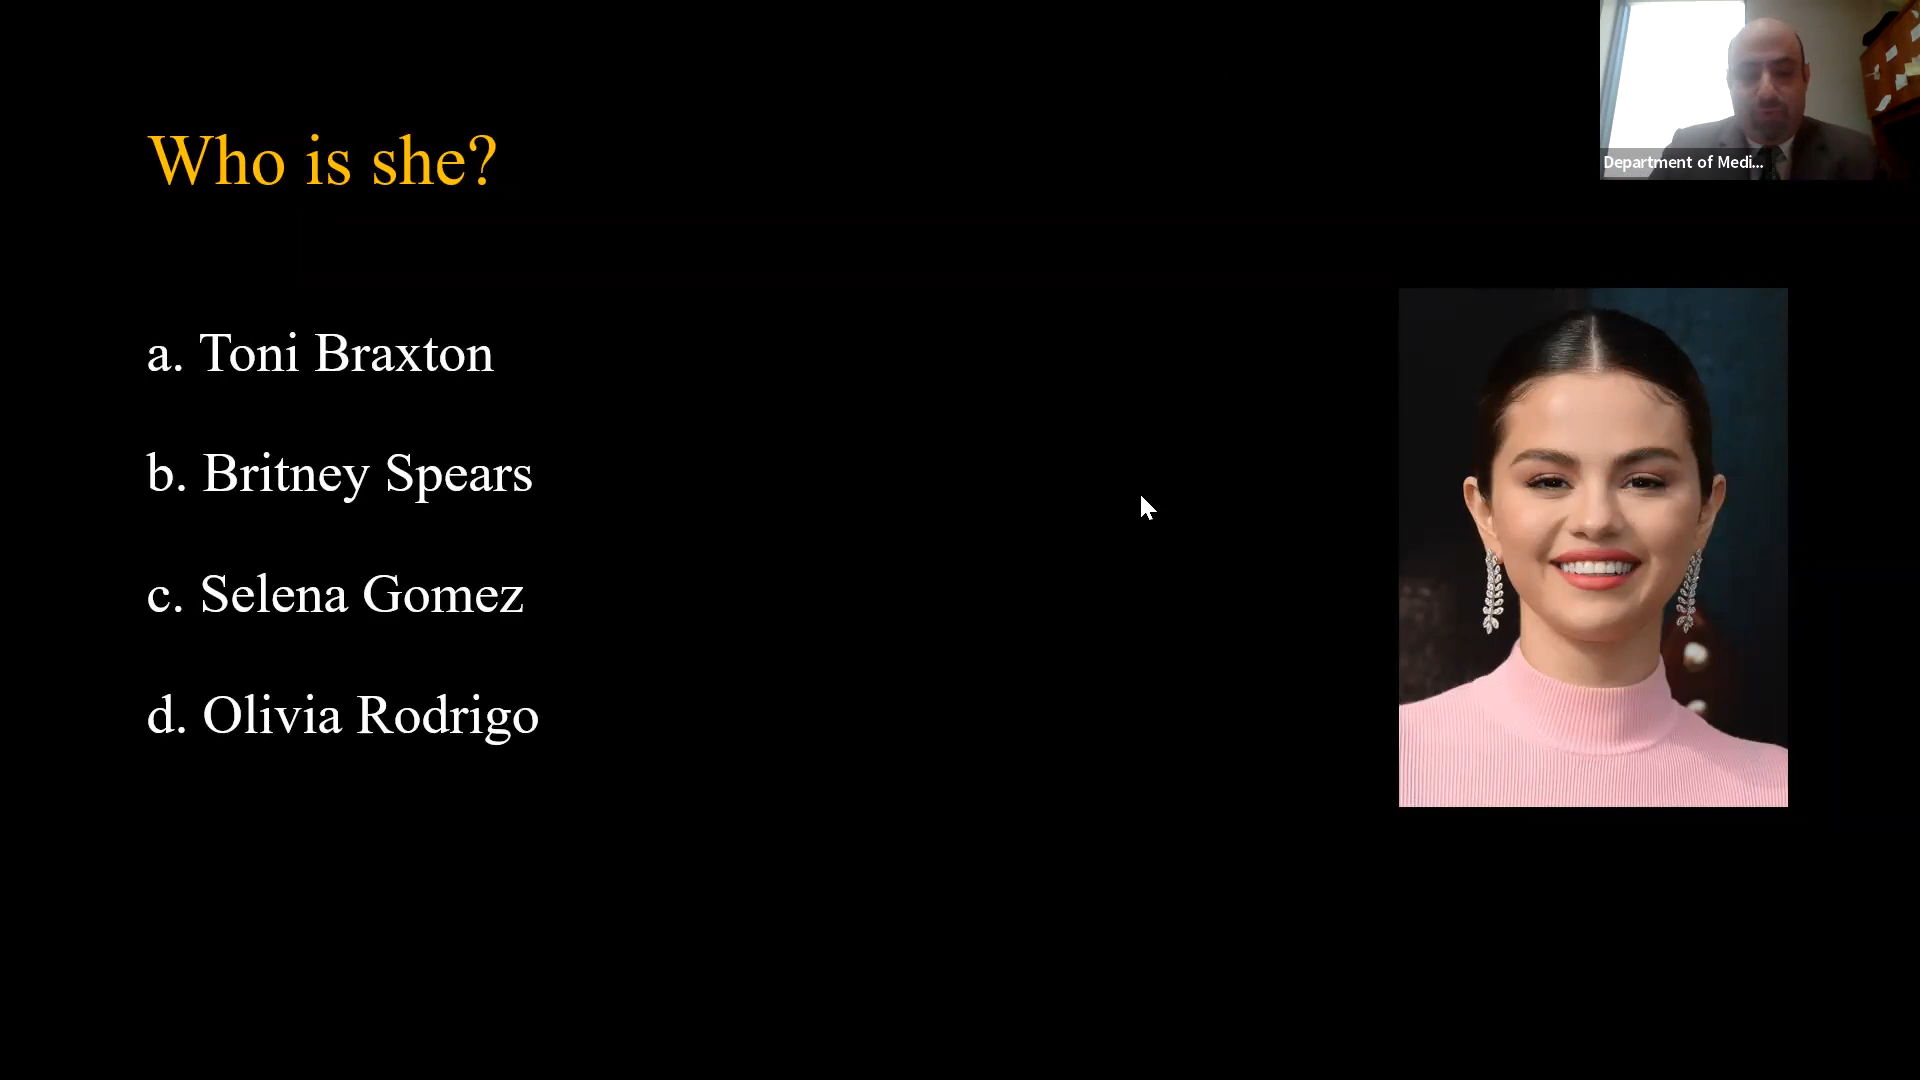 Department of Medi...
Who is she?
a. Toni Braxton
b. Britney Spears
c. Selena Gomez
d. Olivia Rodrigo